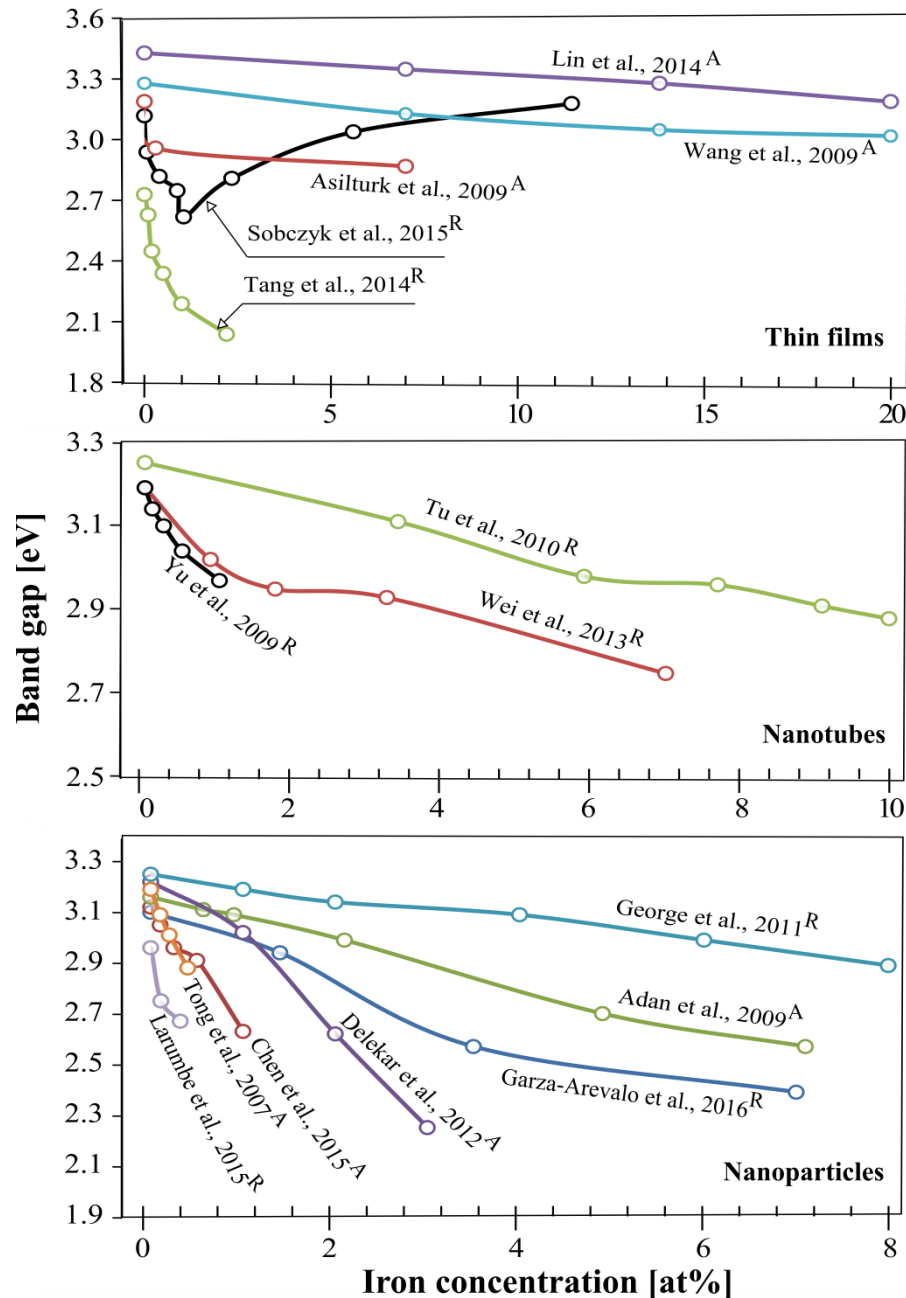 3.6
3.3
3.0
2.7
2.4
2.1
1.8
Lin et al., 2014A
Wang et al., 2009A
Asilturk et al., 2009A
Sobczyk et al., 2015R
Tang et al., 2014R
Thin films
0 5 10 15 20
Band gap [eV]
3.3
3.1
2.9
2.7
2.5
Tu et al., 2010R
Wei et al., 2013R
Yu et al., 2009R
Nanotubes
0 2 4 6 8 10
3.3
3.1
2.9
2.7
2.5
2.3
2.1
1.9
George et al., 2011R
Adan et al., 2009A
Garza-Arevalo et al., 2016R
Delekar et al., 2012A
Chen et al., 2015A
Tong et al., 2007A
Larumbe et al., 2015R
Nanoparticles
0 2 4 6 8
Iron concentration [at%]